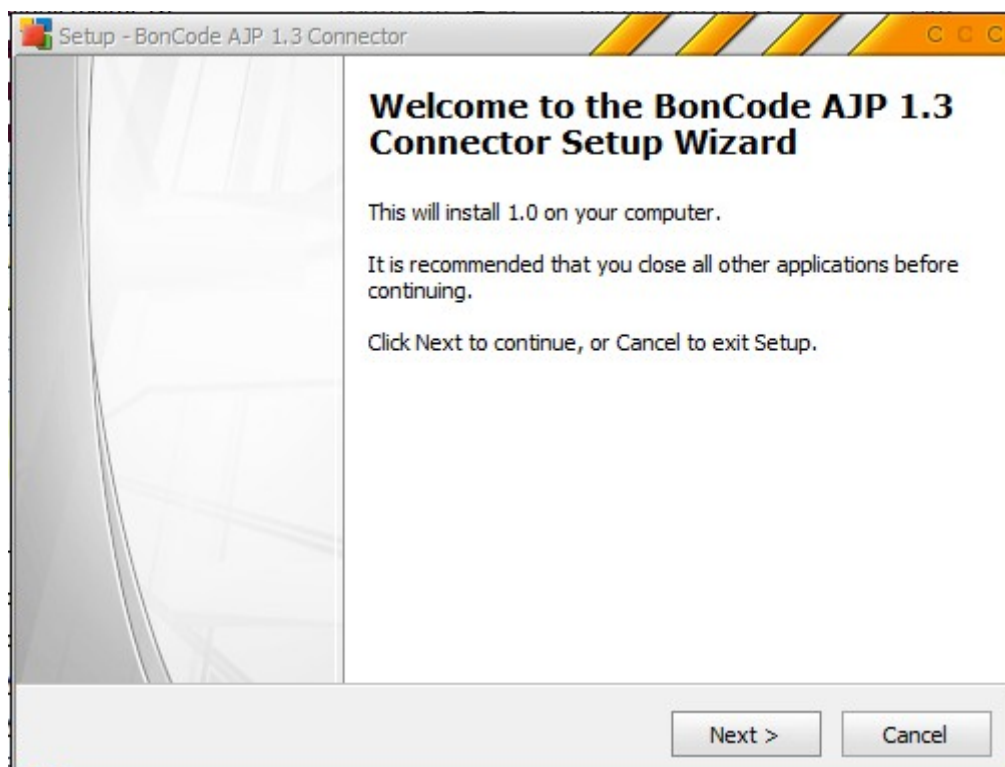 Setup - BonCode AJP 1.3 Connector
C C C
Welcome to the BonCode AJP 1.3
Connector Setup Wizard
This will install 1.0 on your computer.
It is recommended that you close all other applications before
continuing.
Click Next to continue, or Cancel to exit Setup.
Next >
Cancel